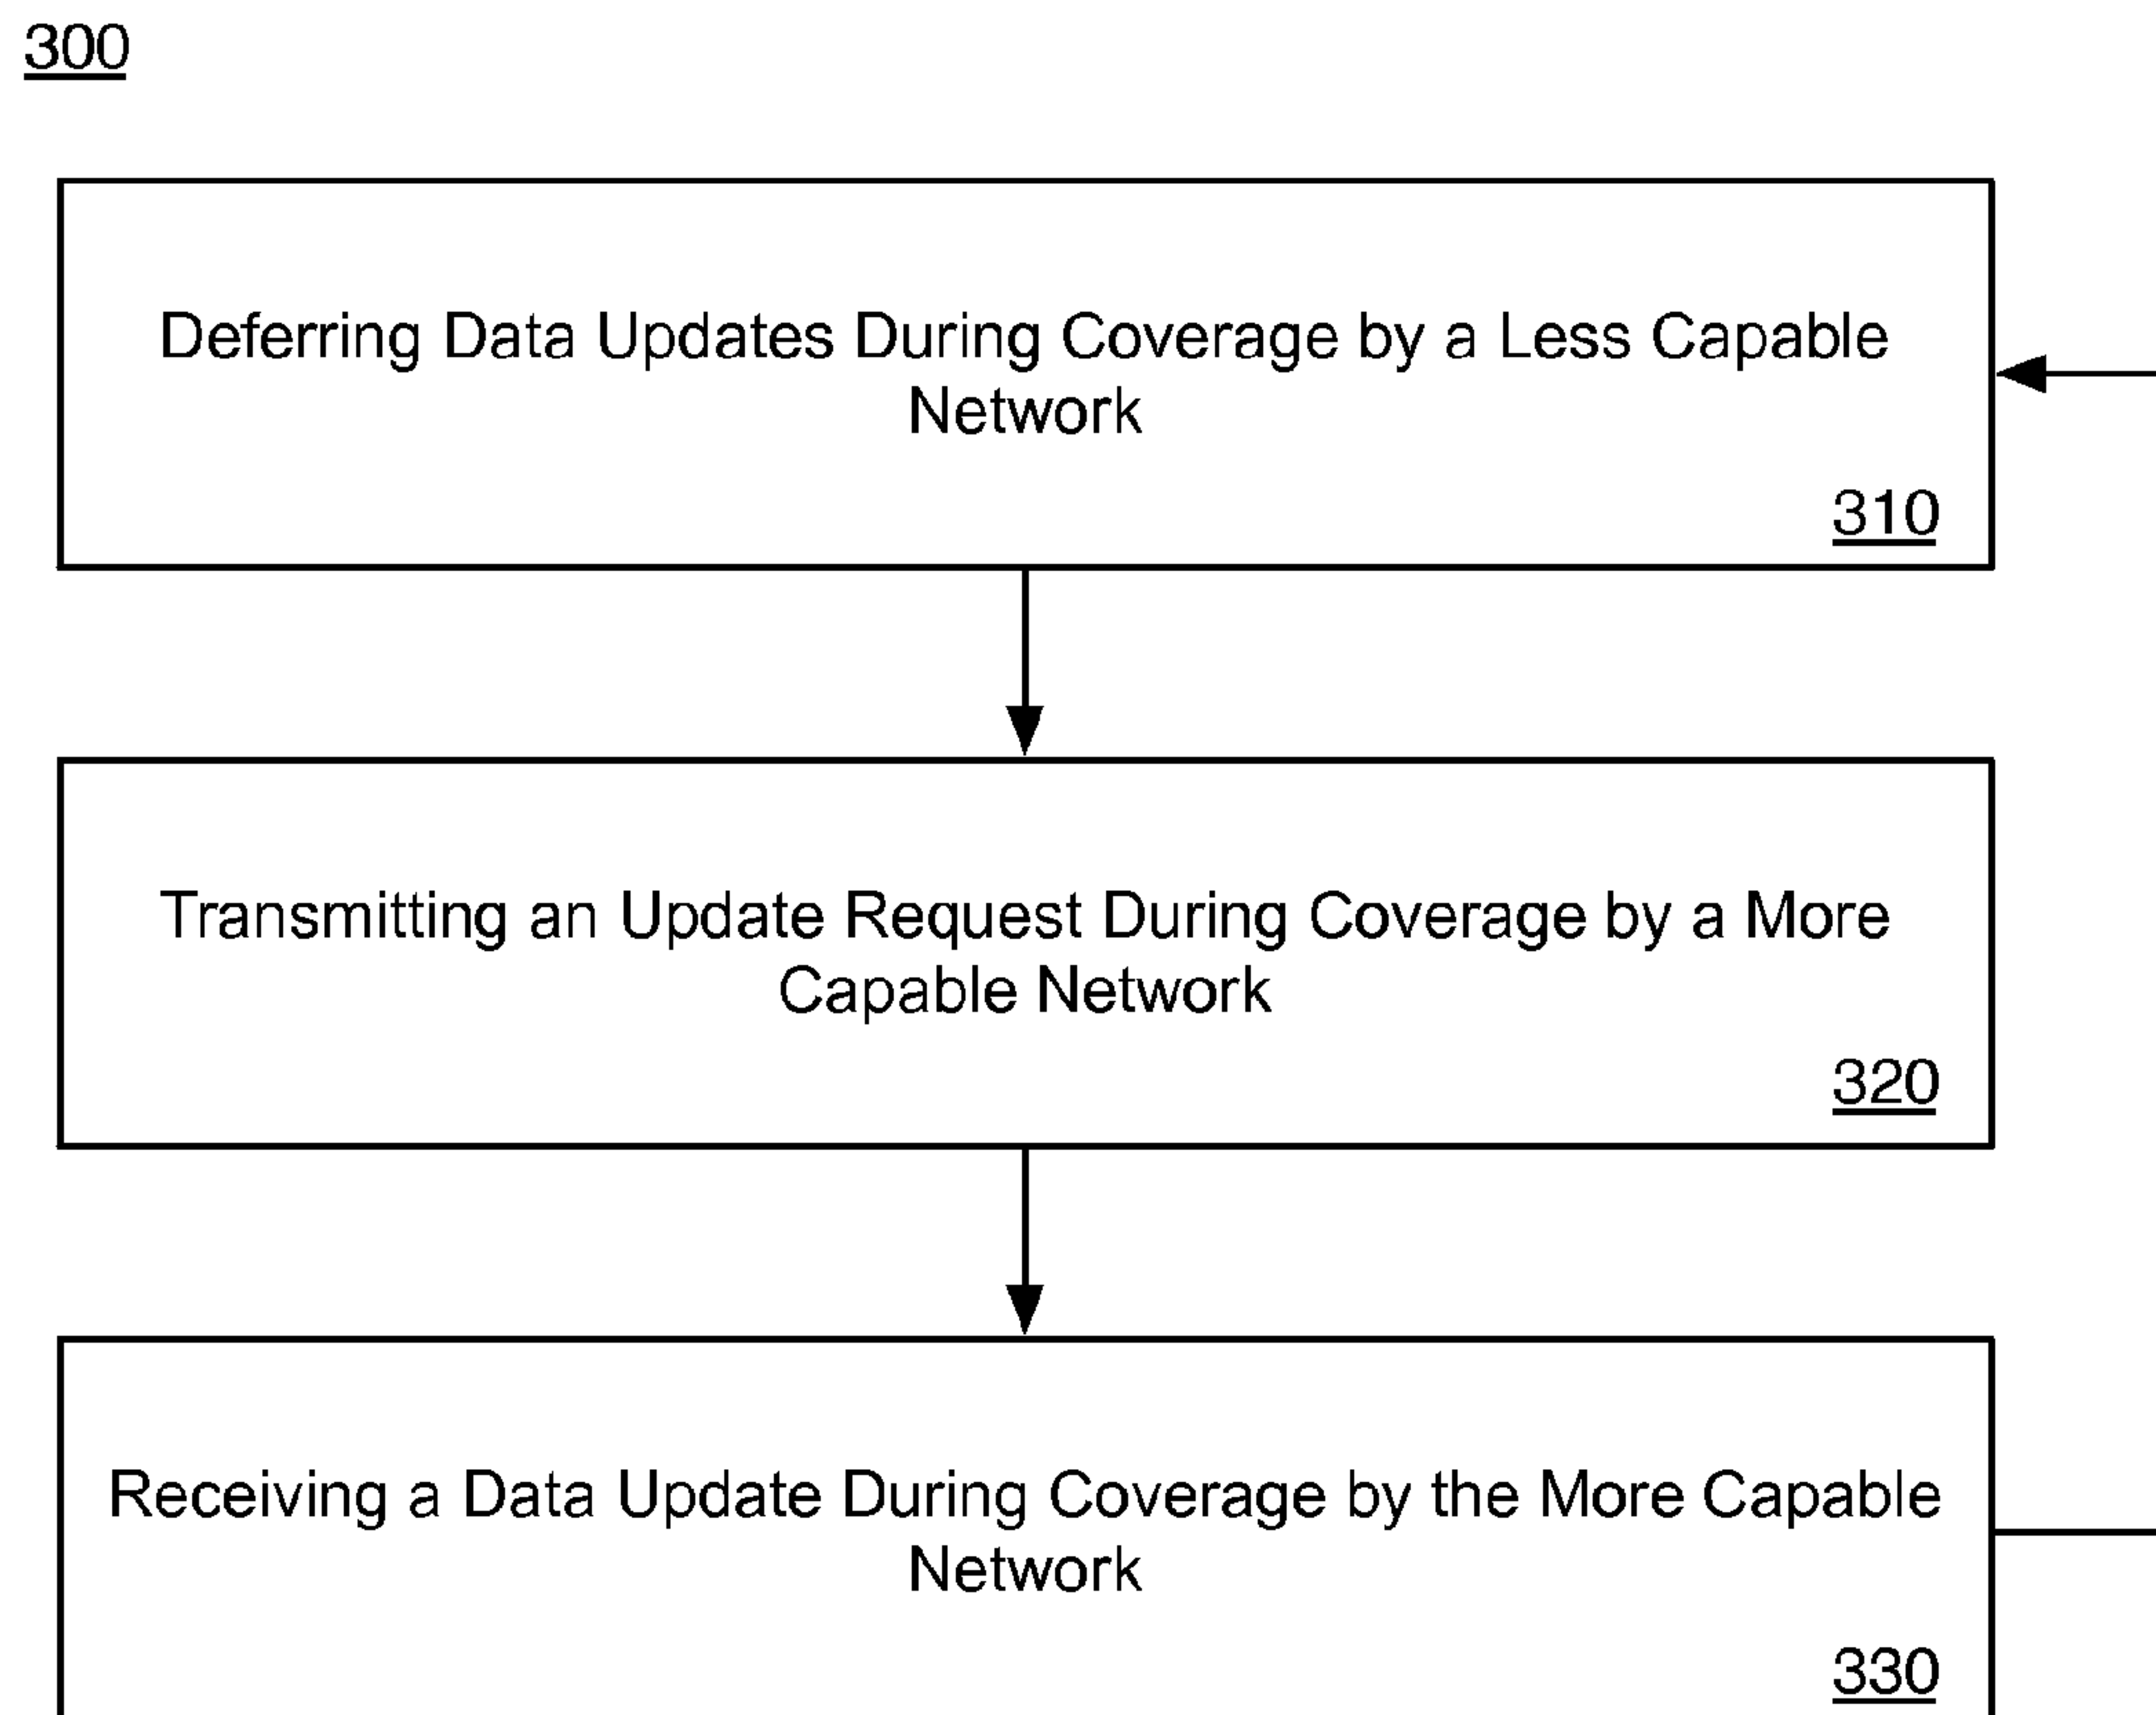 300
Deferring Data Updates During Coverage by a Less Capable
Network
310
Transmitting an Update Request During Coverage by a More
Capable Network
320
Receiving a Data Update During Coverage by the More Capable
Network
330